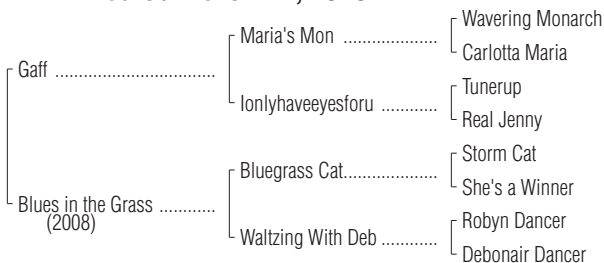 Gaff ................................
Maria's Mon ..................
Wavering Monarch
Carlotta Maria
Ionlyhaveeyesforu ...........
Tunerup
Real Jenny
Blues in the Grass ...........
(2008)
Bluegrass Cat..................
Storm Cat
She's a Winner
Waltzing With Deb ...........
Robyn Dancer
Debonair Dancer